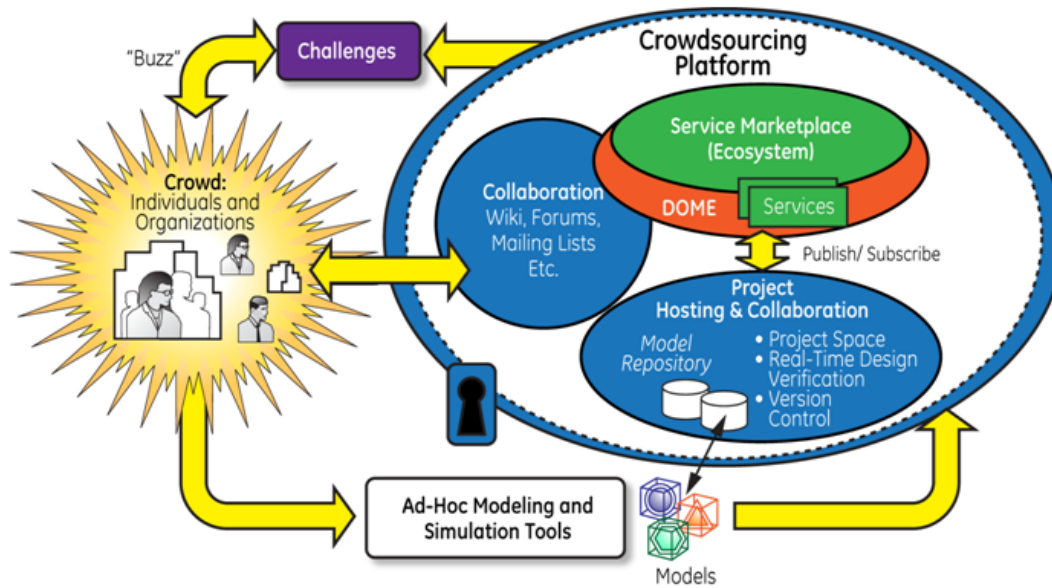 "Buzz"
Challenges
Crowdsourcing
Platform
Service Marketplace
(Ecosystem)
DOME
Services
Publish/ Subscribe
Crowd:
Individuals and
Organizations
Collaboration
Wiki, Forums,
Mailing Lists
Etc.
Project
Hosting & Collaboration
Model
Repository
• Project Space
• Real-Time Design
Verification
• Version
Control
Ad-Hoc Modeling and
Simulation Tools
Models